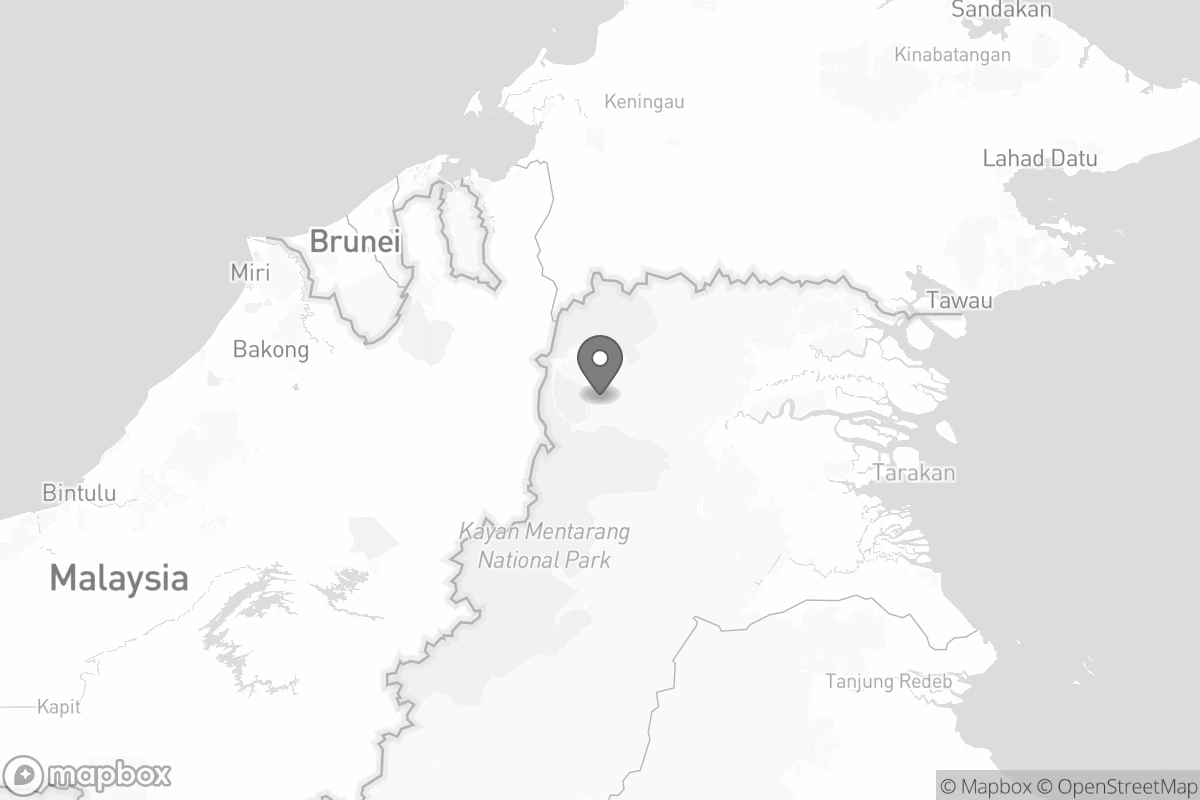 Sandakan
Kinabatangan
Keningau
Lahad Datu
Brunei
Miri
Tawau
Bakong
Tarakan
Bintulu
Kayan Mentarang
National Park
Malaysia
Tanjung Redeb
Kapit
mapbox
© Mapbox © OpenStreetMap